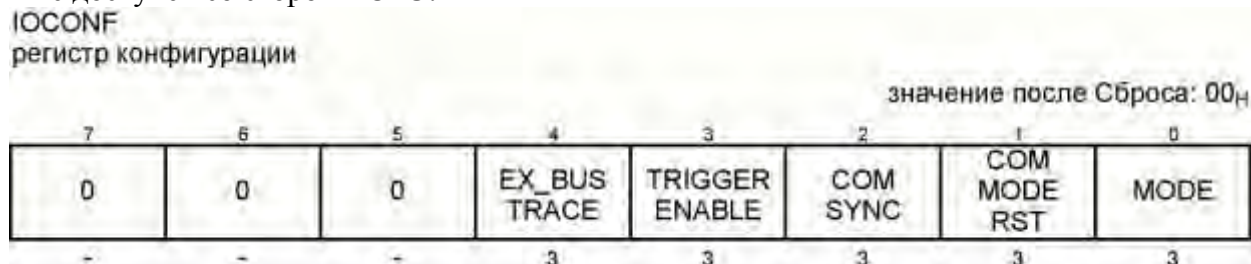 IOCONF
регистр конфигурации
значение после Сброса: 00H
7 6 5 4 3 2 1 0
0 0 0 EX_BUS TRACE TRIGGER ENABLE COM SYNC COM MODE RST MODE
- - - 3 3 3 3 3